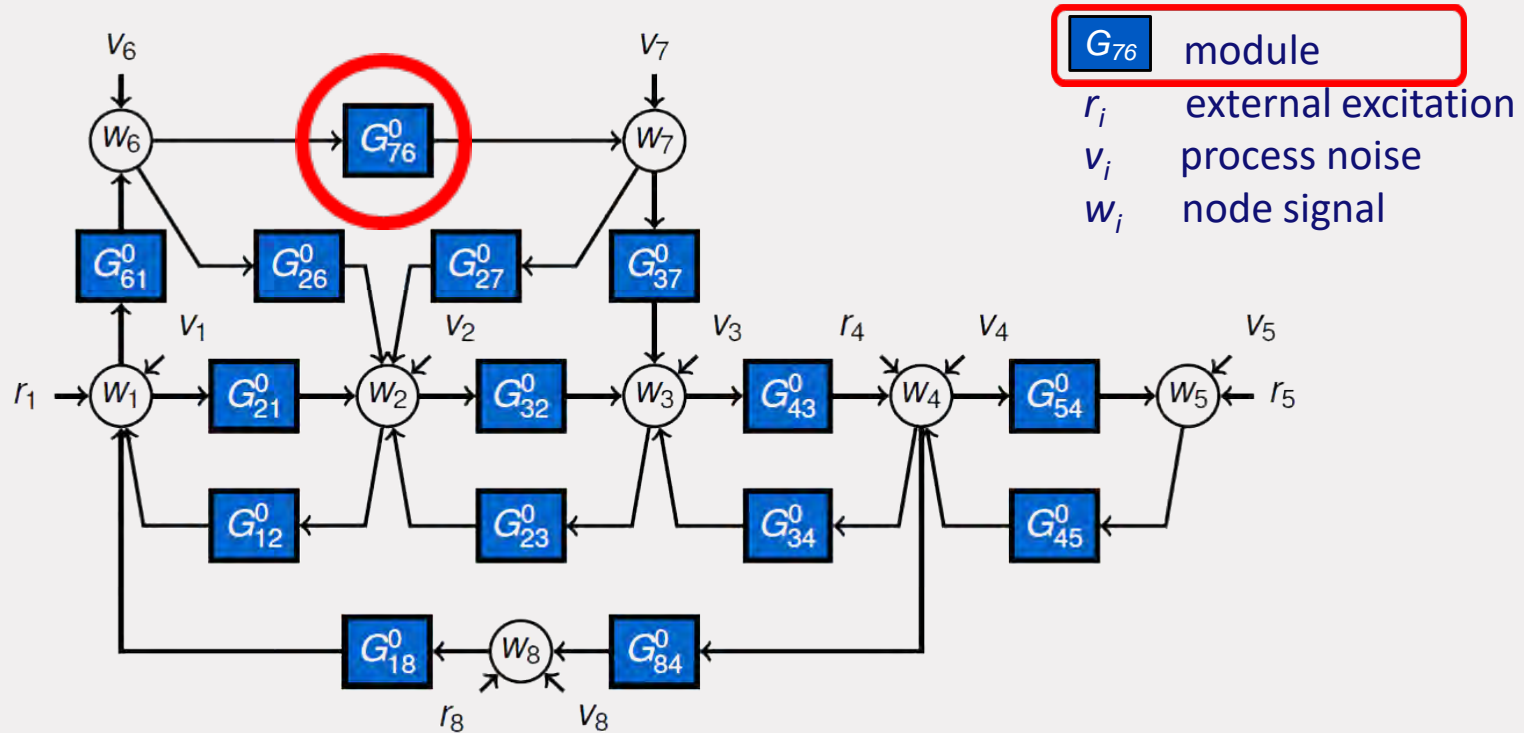 v₆ v₇
G₇₆ module
rᵢ external excitation
vᵢ process noise
wᵢ node signal
w₆ G⁰₇₆ w₇
G⁰₆₁ G⁰₂₆ G⁰₂₇ G⁰₃₇
v₁ v₂ v₃ r₄ v₄ v₅
r₁ w₁ G⁰₂₁ w₂ G⁰₃₂ w₃ G⁰₄₃ w₄ G⁰₅₄ w₅ r₅
G⁰₁₂ G⁰₂₃ G⁰₃₄ G⁰₄₅
G⁰₁₈ w₈ G⁰₈₄
r₈ v₈